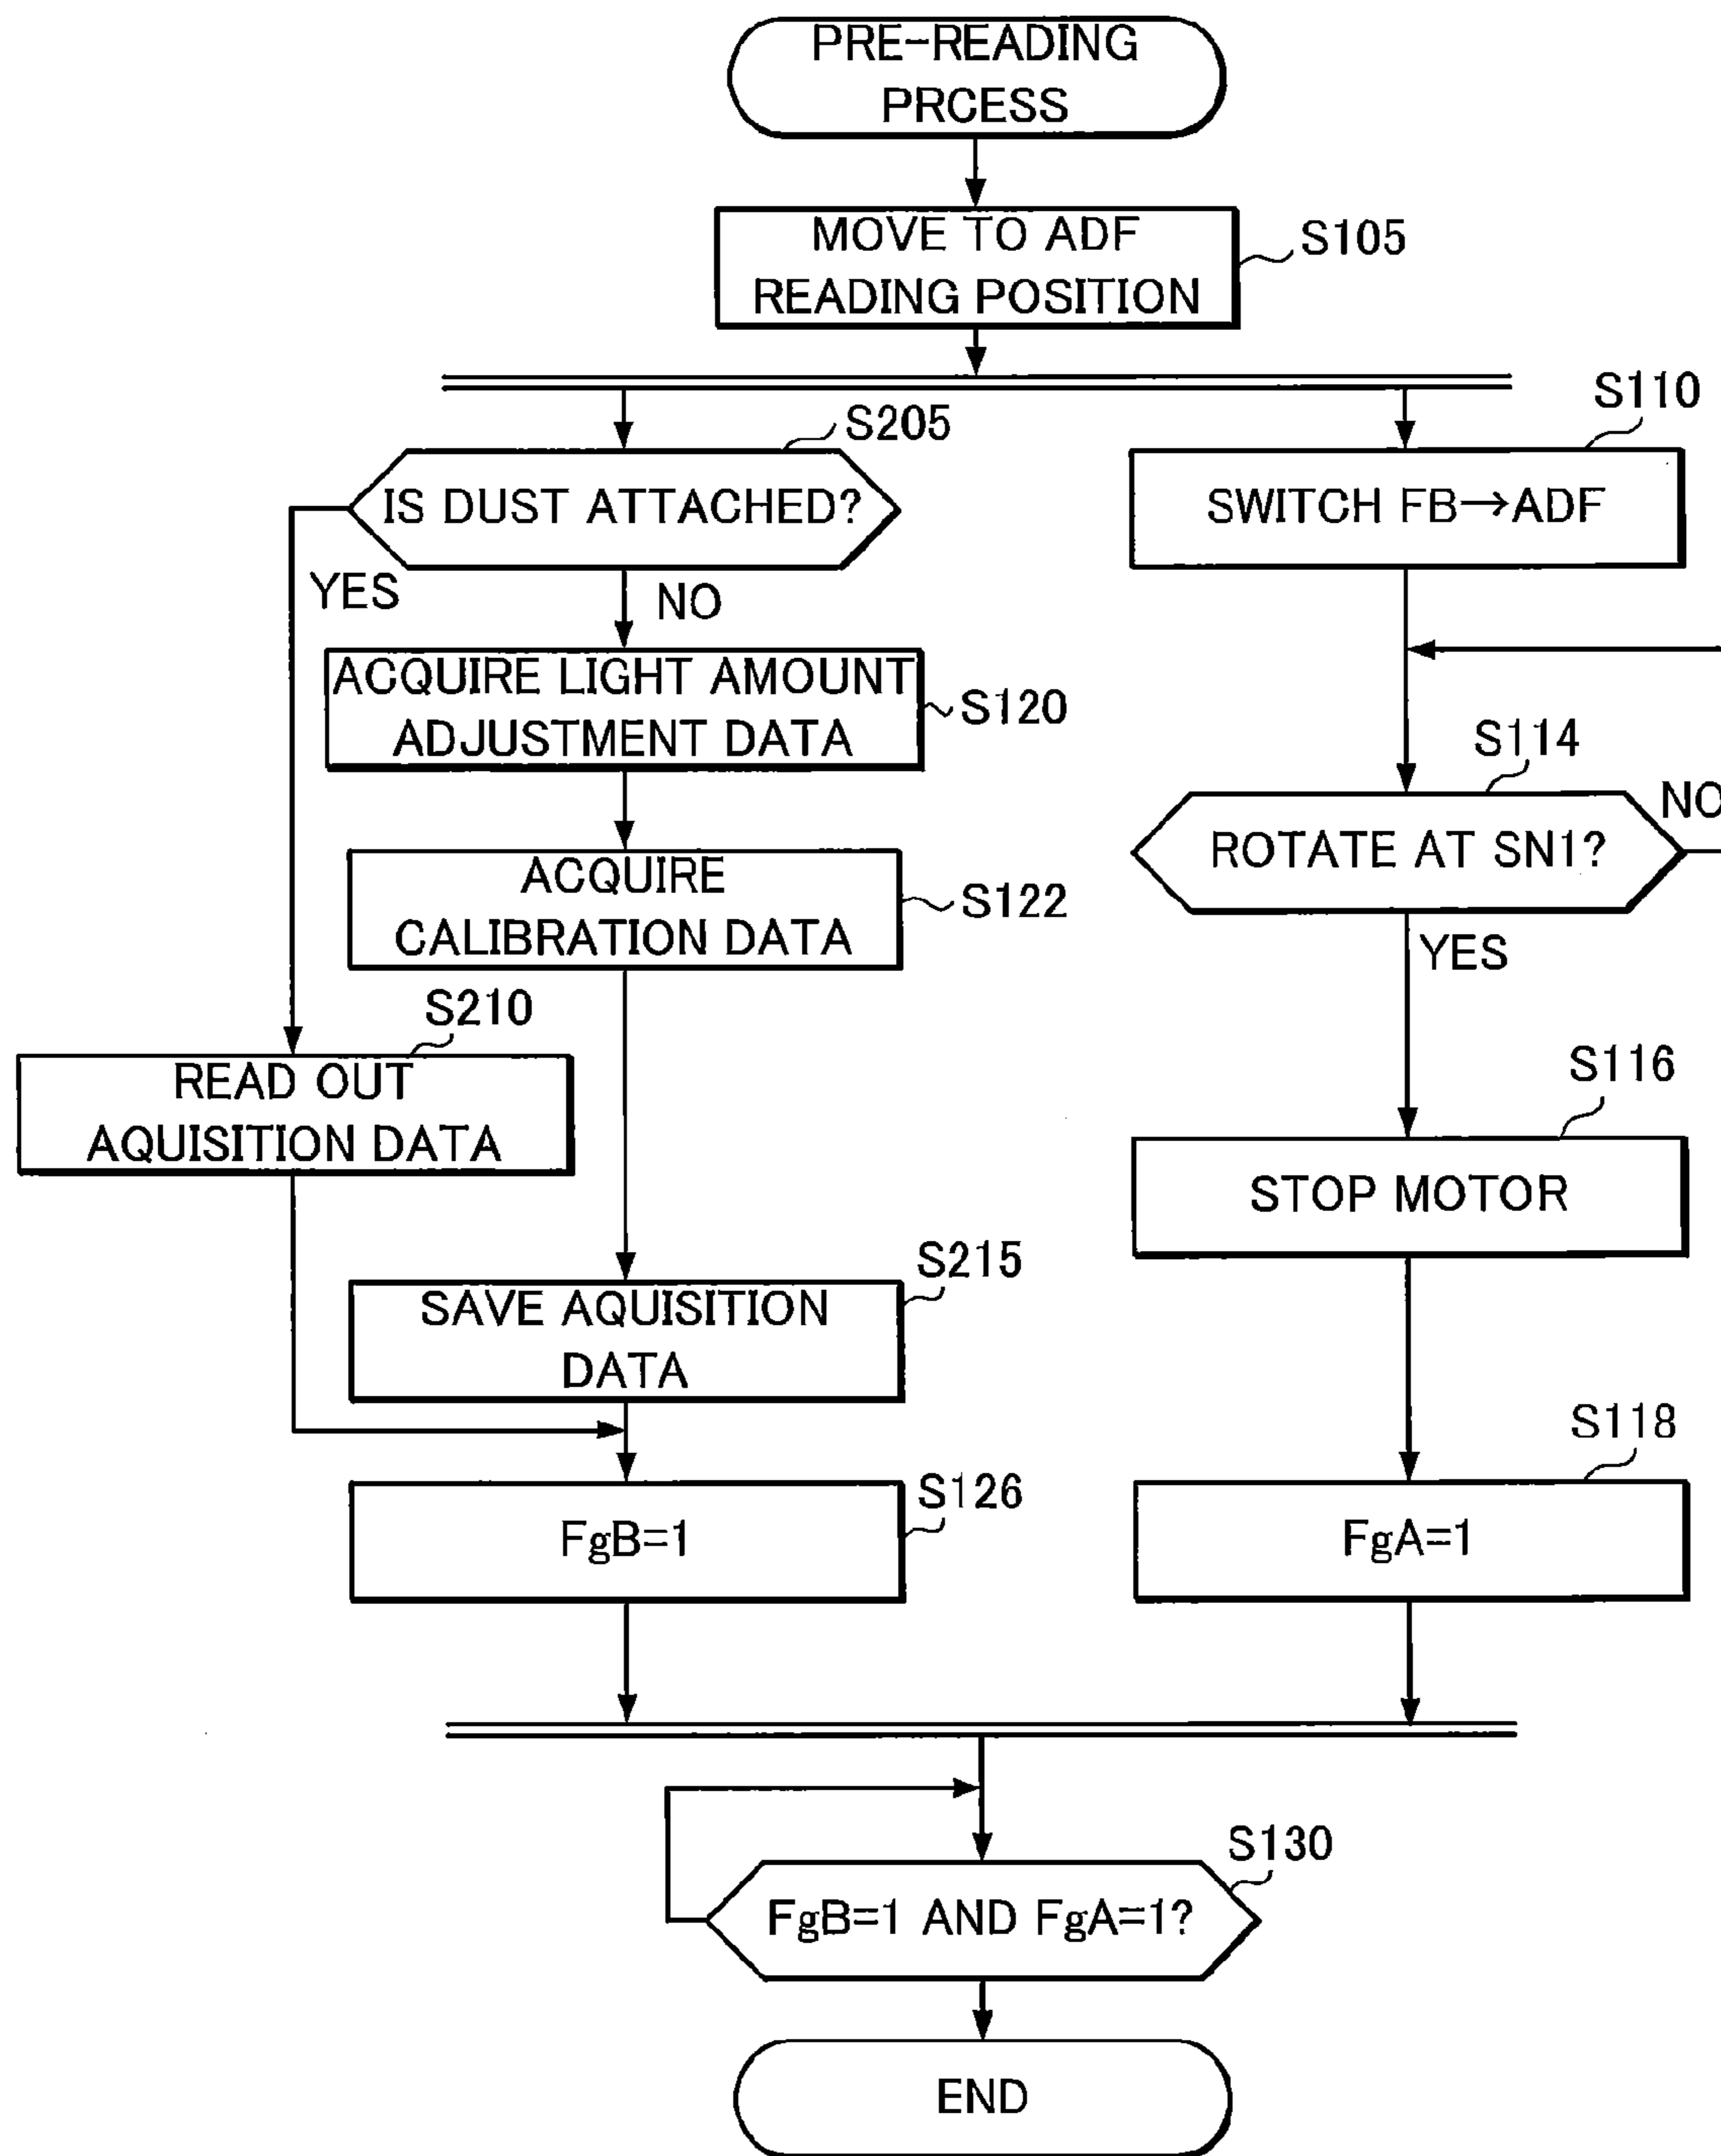 PRE-READING
PRCESS
MOVE TO ADF
READING POSITION
S105
S205
IS DUST ATTACHED?
YES
NO
ACQUIRE LIGHT AMOUNT
ADJUSTMENT DATA
S120
ACQUIRE
CALIBRATION DATA
S122
S210
READ OUT
AQUISITION DATA
S215
SAVE AQUISITION
DATA
S126
FgB=1
S110
SWITCH FB→ADF
S114
ROTATE AT SN1?
NO
YES
S116
STOP MOTOR
S118
FgA=1
S130
FgB=1 AND FgA=1?
END